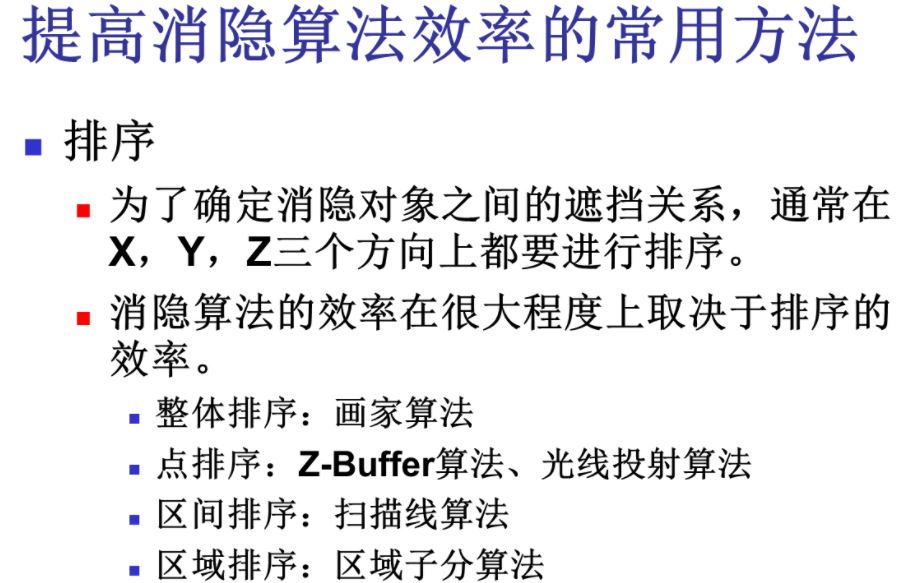 提高消隐算法效率的常用方法
排序
为了确定消隐对象之间的遮挡关系，通常在
X，Y，Z三个方向上都要进行排序。
消隐算法的效率在很大程度上取决于排序的
效率。
整体排序：画家算法
点排序：Z-Buffer算法、光线投射算法
区间排序：扫描线算法
区域排序：区域子分算法